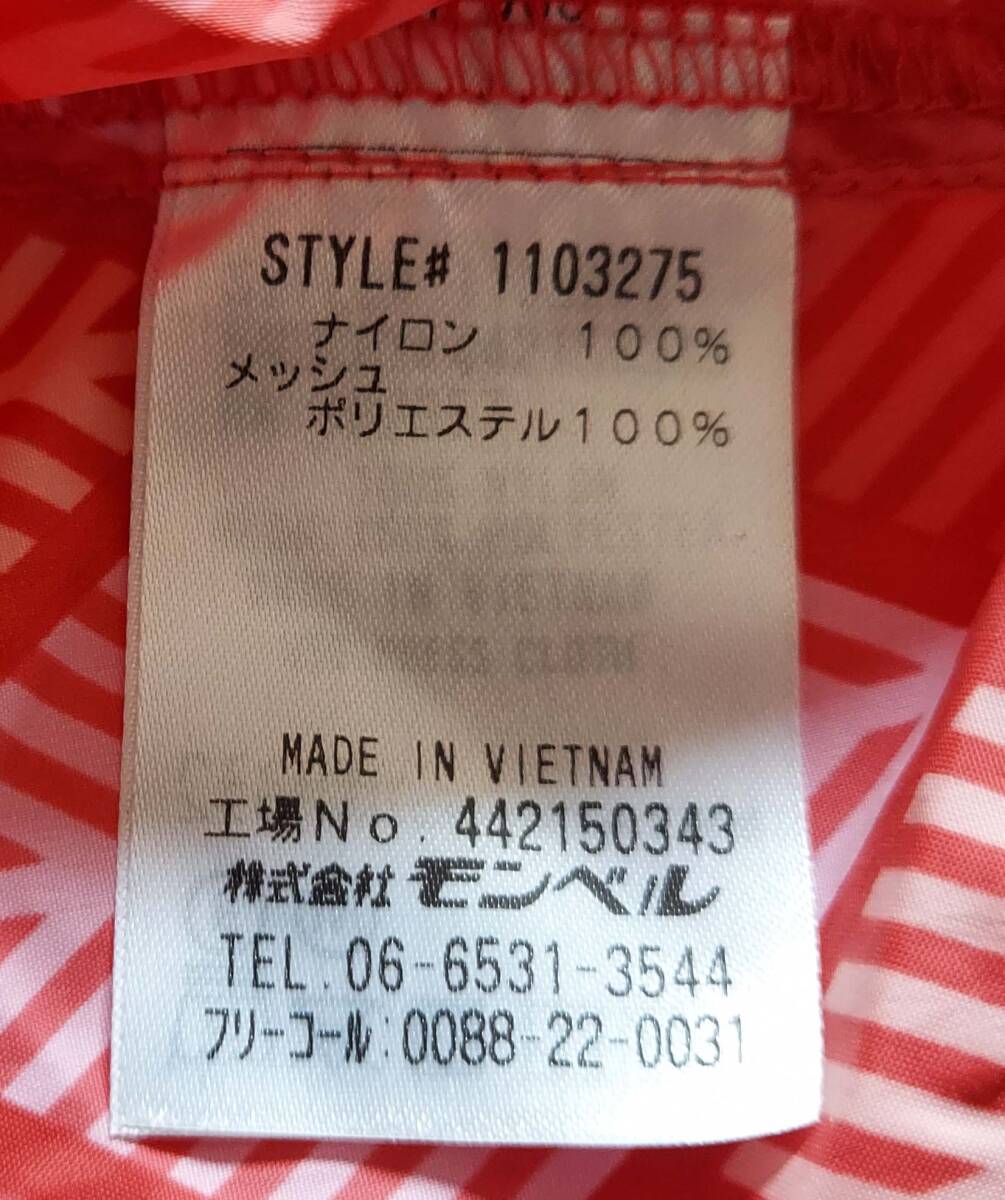 STYLE# 1103275
ナイロン 100%
メッシュ
ポリエステル100%
MADE IN VIETNAM
工場No. 442150343
株式会社 モンベル
TEL. 06-6531-3544
フリーコール:0088-22-0031